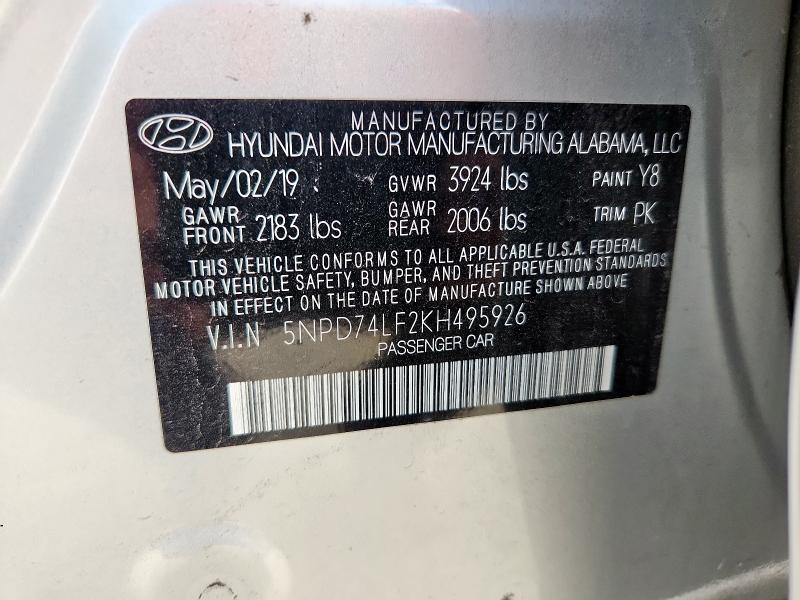 MANUFACTURED BY
HYUNDAI MOTOR MANUFACTURING ALABAMA, LLC
May/02/19 GVWR 3924 lbs PAINT Y8
GAWR FRONT 2183 lbs GAWR REAR 2006 lbs TRIM PK
THIS VEHICLE CONFORMS TO ALL APPLICABLE U.S.A. FEDERAL
MOTOR VEHICLE SAFETY, BUMPER, AND THEFT PREVENTION STANDARDS
IN EFFECT ON THE DATE OF MANUFACTURE SHOWN ABOVE
V.I.N 5NPD74LF2KH495926
PASSENGER CAR